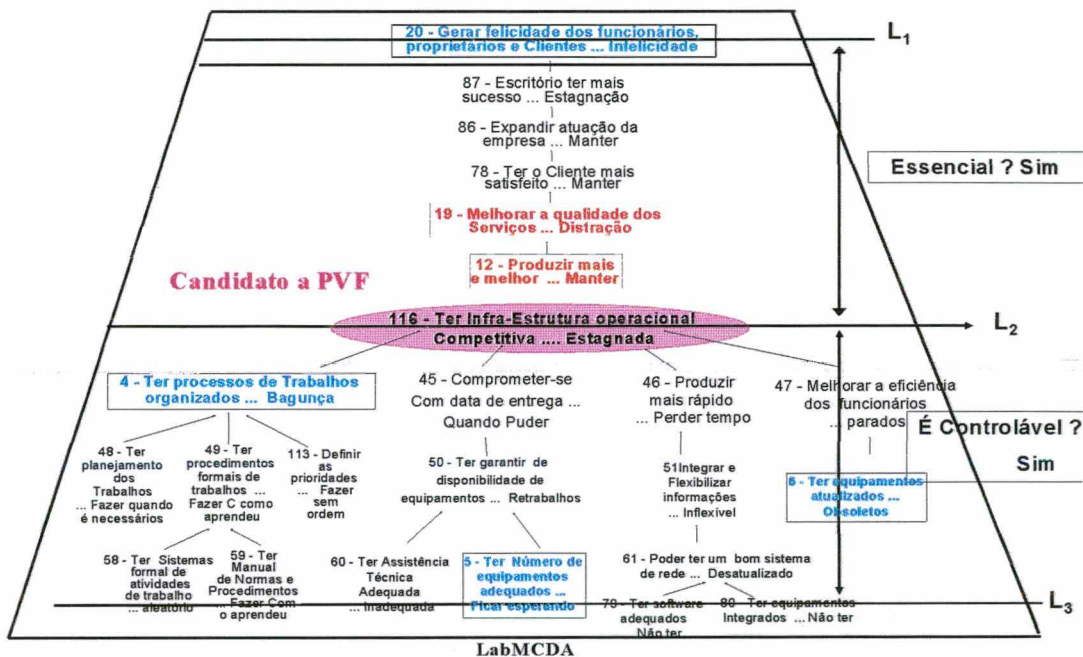 20 - Gerar felicidade dos funcionários,
proprietários e Clientes ... Infelicidade
L1
87 - Escritório ter mais
sucesso ... Estagnação
86 - Expandir atuação da
empresa ... Manter
78 - Ter o Cliente mais
satisfeito ... Manter
Essencial ? Sim
19 - Melhorar a qualidade dos
Serviços ... Distração
12 - Produzir mais
e melhor ... Manter
Candidato a PVF
116 - Ter Infra-Estrutura operacional
Competitiva .... Estagnada
L2
4 - Ter processos de Trabalhos
organizados ... Bagunça
45 - Comprometer-se
Com data de entrega ...
Quando Puder
46 - Produzir
mais rápido
... Perder tempo
47 - Melhorar a eficiência
dos funcionários
... parados
É Controlável ?
Sim
48 - Ter
planejamento
dos
Trabalhos
... Fazer quando
é necessários
49 - Ter
procedimentos
formais de
trabalhos ...
Fazer C como
aprendeu
113 - Definir
as
prioridades
... Fazer
sem
ordem
50 - Ter garantir de
disponibilidade de
equipamentos ... Retrabalhos
51Integrar e
Flexibilizar
informações
... Inflexível
6 - Ter equipamentos
atualizados ...
Obsoletos
58 - Ter Sistemas
formal de
atividades
de trabalho
... aleatório
59 - Ter
Manual
de Normas e
Procedimentos
... Fazer Com
o aprendeu
60 - Ter Assistência
Técnica
Adequada
... Inadequada
5 - Ter Número de
equipamentos
adequados ...
Ficar esperando
61 - Poder ter um bom sistema
de rede ... Desatualizado
79 - Ter software
adequados
Não ter
80 - Ter equipamentos
Integrados ... Não ter
L3
LabMCDA